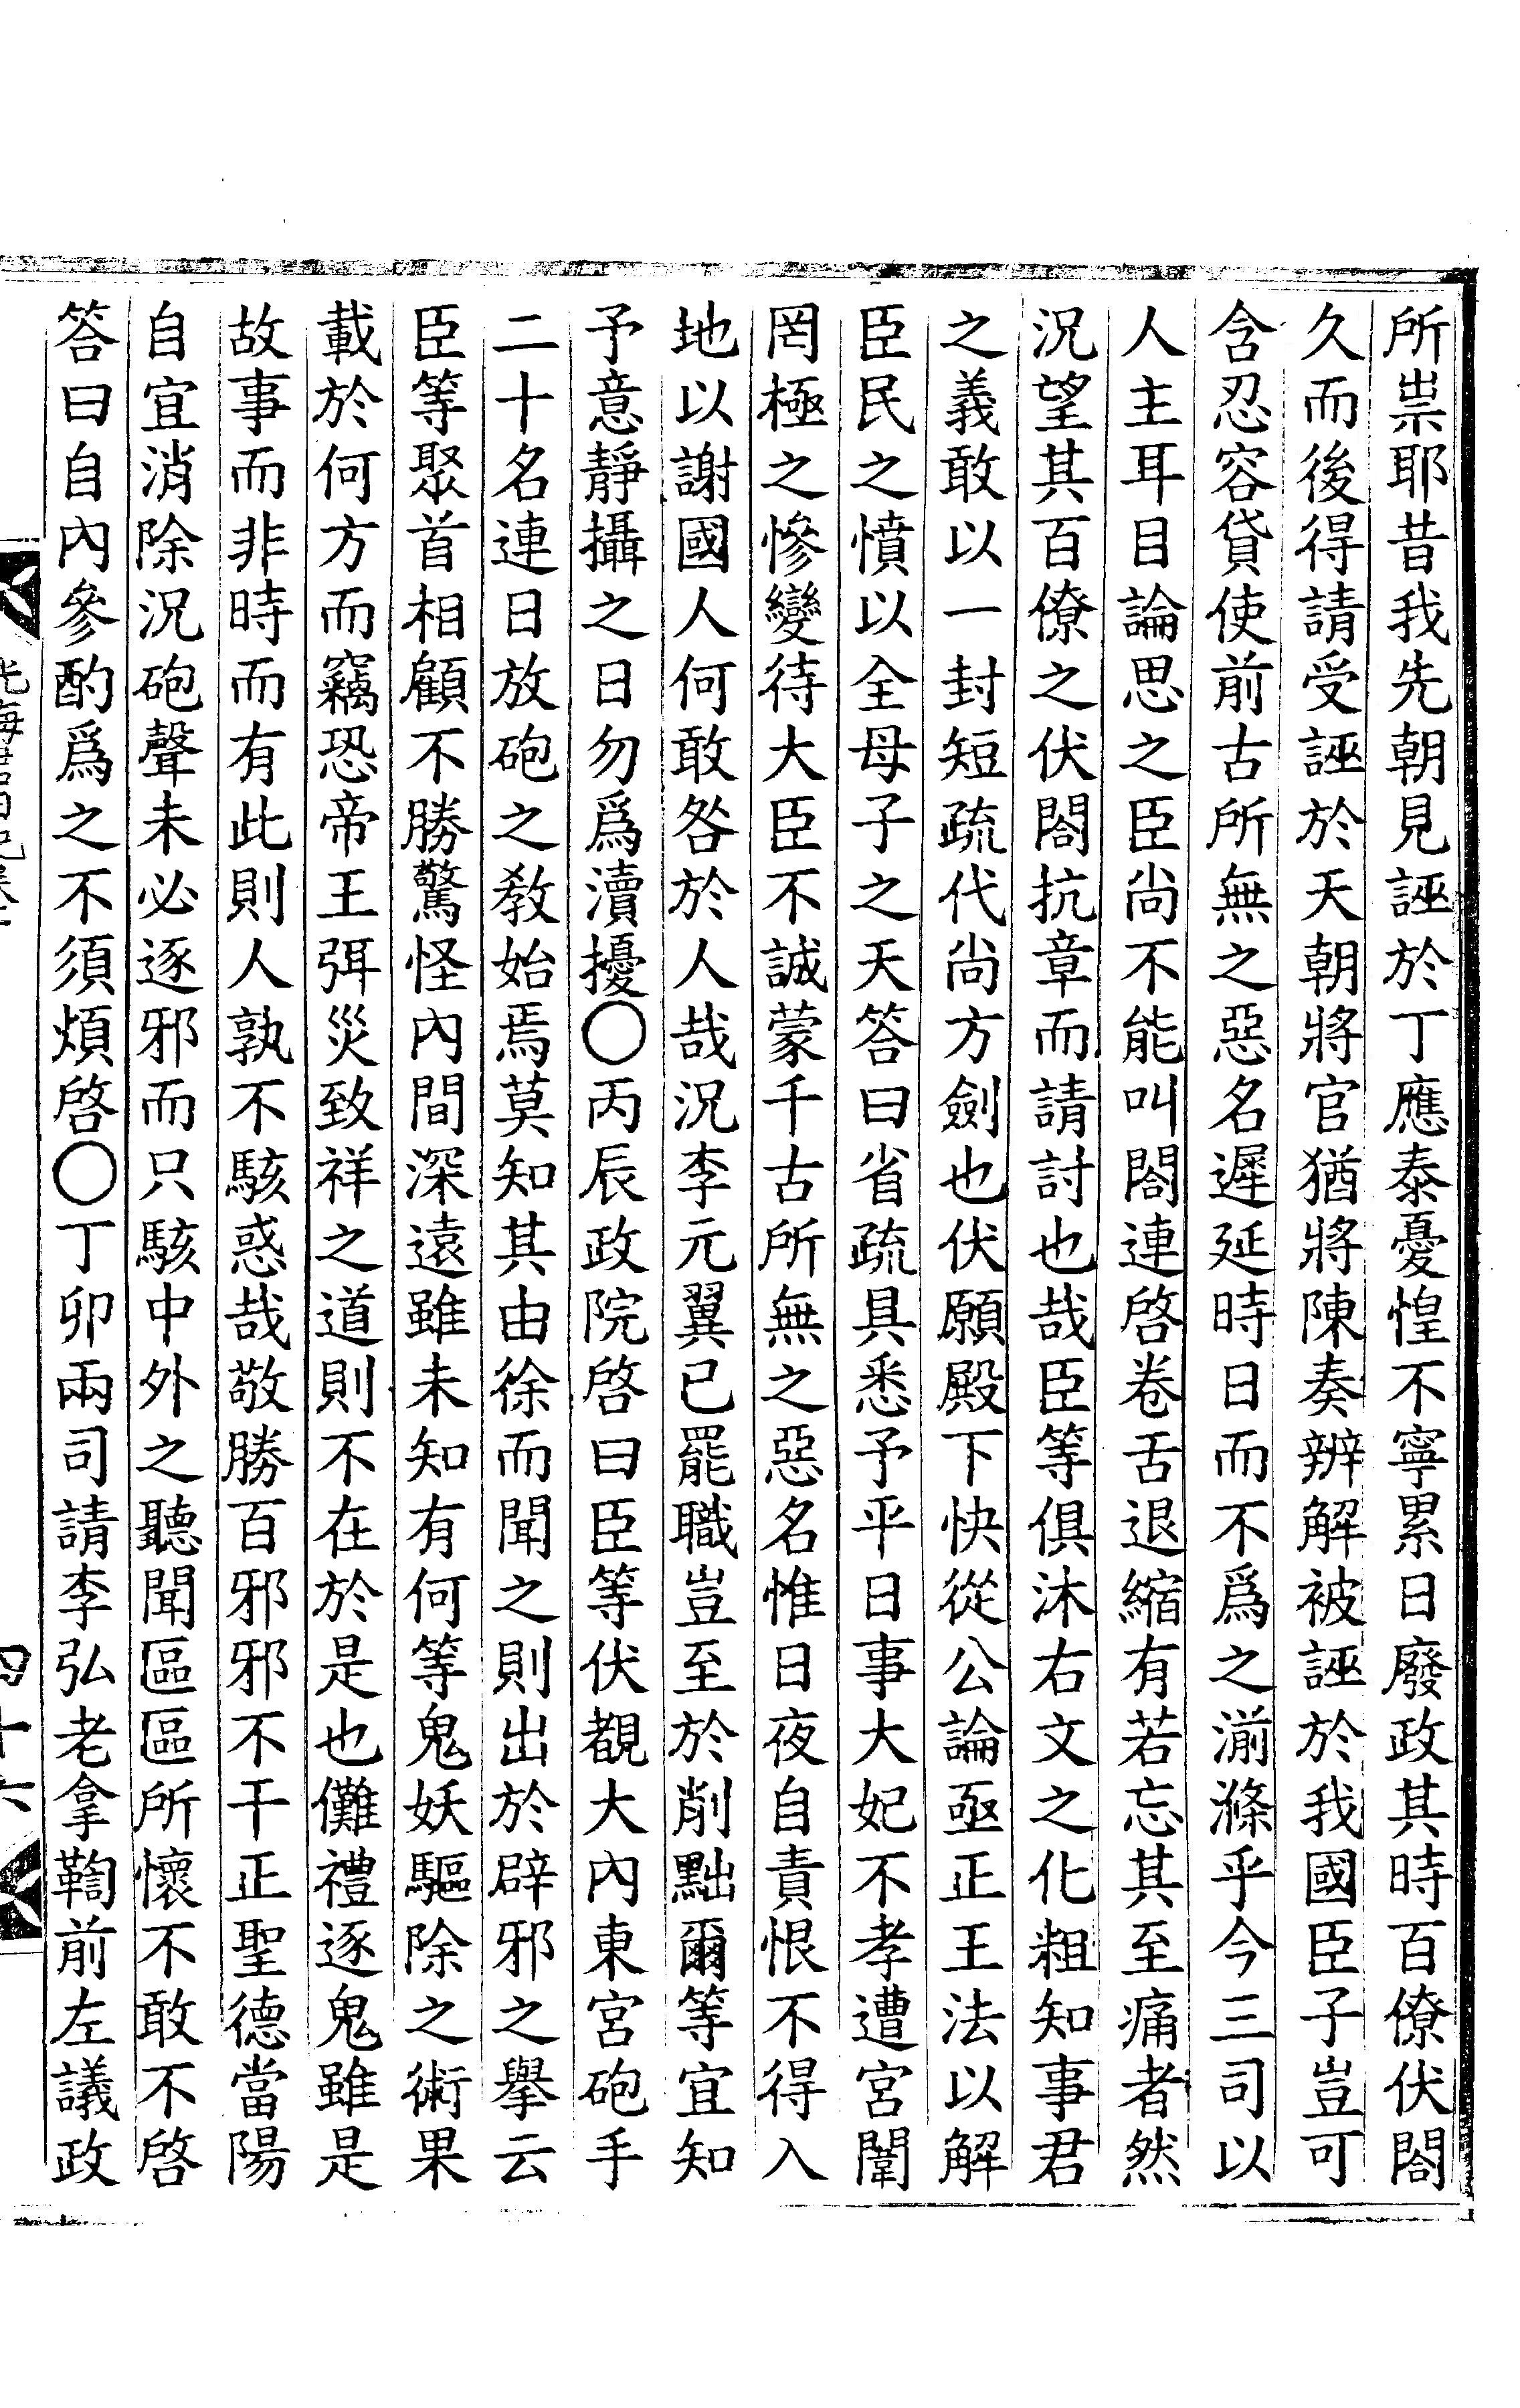 所祟耶昔我先朝見誣於丁應泰憂惶不寧累日廢政其時百僚伏閤
久而後得請受誣於天朝將官猶將陳奏辨解被誣於我國臣子豈可
含忍容貸使前古所無之惡名遲延時日而不爲之湔滌乎今三司以
人主耳目論思之臣尙不能叫閤連啓卷舌退縮有若忘其至痛者然
況望其百僚之伏閤抗章而請討也哉臣等俱沐右文之化粗知事君
之義敢以一封短疏代尙方劍也伏願殿下快從公論亟正王法以解
臣民之憤以全母子之天答曰省疏具悉予平日事大妃不孝遭宮闈
罔極之慘變待大臣不誠蒙千古所無之惡名惟日夜自責恨不得入
地以謝國人何敢咎於人哉況李元翼已罷職豈至於削黜爾等宜知
予意靜攝之日勿爲瀆擾〇丙辰政院啓曰臣等伏覩大內東宮砲手
二十名連日放砲之敎始焉莫知其由徐而聞之則出於辟邪之擧云
臣等聚首相顧不勝驚怪內間深遠雖未知有何等鬼妖驅除之術果
載於何方而竊恐帝王弭災致祥之道則不在於是也儺禮逐鬼雖是
故事而非時而有此則人孰不駭惑哉敬勝百邪邪不干正聖德當陽
自宜消除況砲聲未必逐邪而只駭中外之聽聞區區所懷不敢不啓
答曰自內參酌爲之不須煩啓〇丁卯兩司請李弘老拿鞫前左議政
四十六